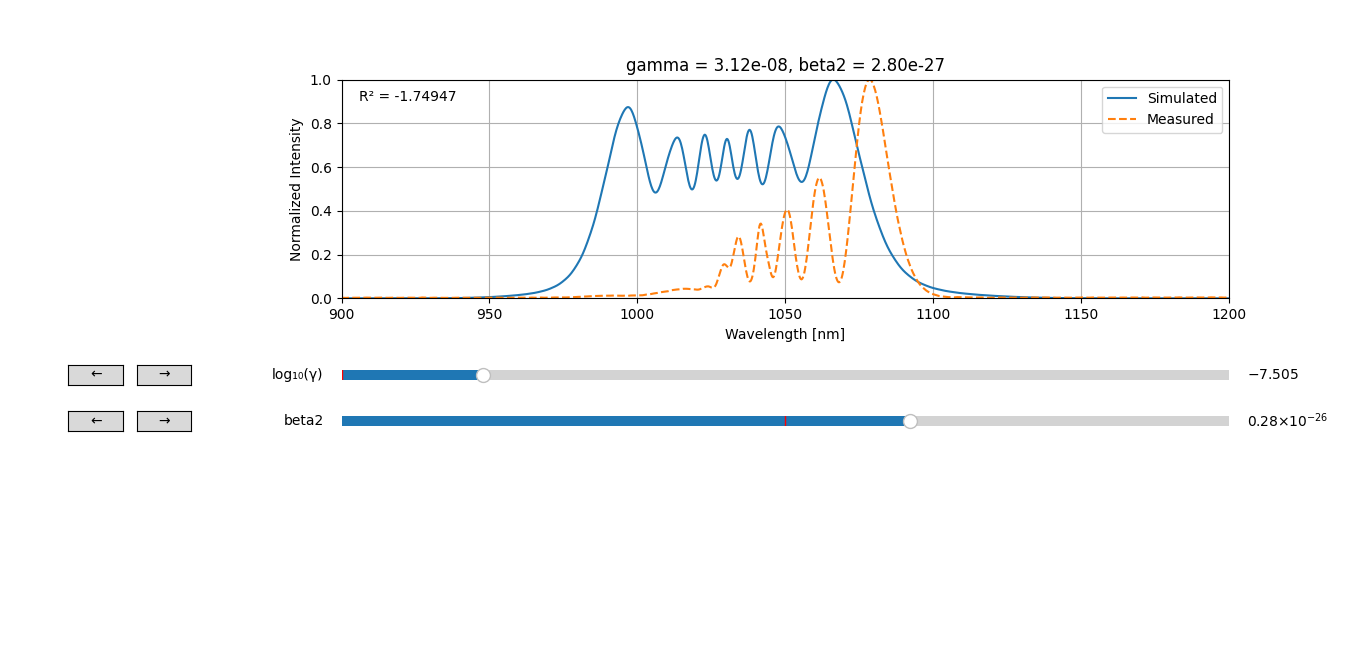 gamma = 3.12e-08, beta2 = 2.80e-27
R² = -1.74947
Simulated
Measured
1.0
0.8
0.6
0.4
0.2
0.0
Normalized Intensity
900 950 1000 1050 1100 1150 1200
Wavelength [nm]
← → log₁₀(γ) −7.505
← → beta2 0.28×10⁻²⁶